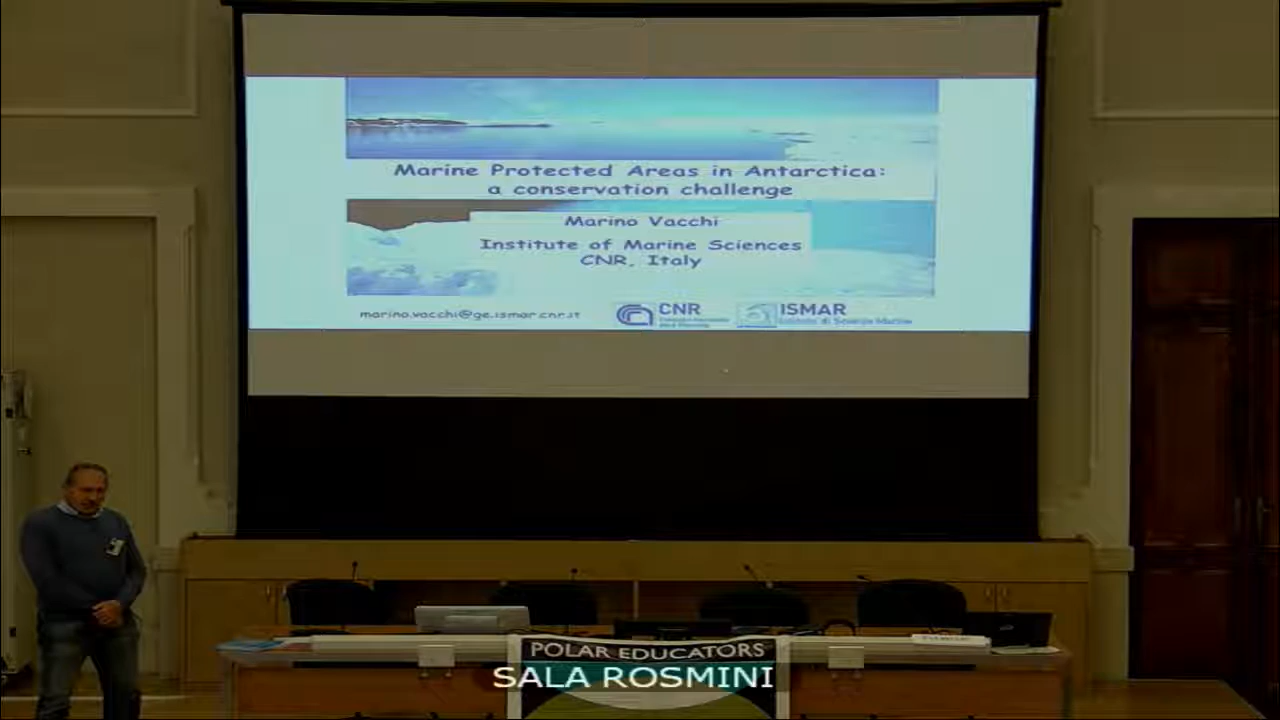 Marine Protected Areas in Antarctica:
a conservation challenge
Marino Vacchi
Institute of Marine Sciences
CNR, Italy
marino.vacchi@ge.ismar.cnr.it
CNR
ISMAR
POLAR EDUCATORS
SALA ROSMINI